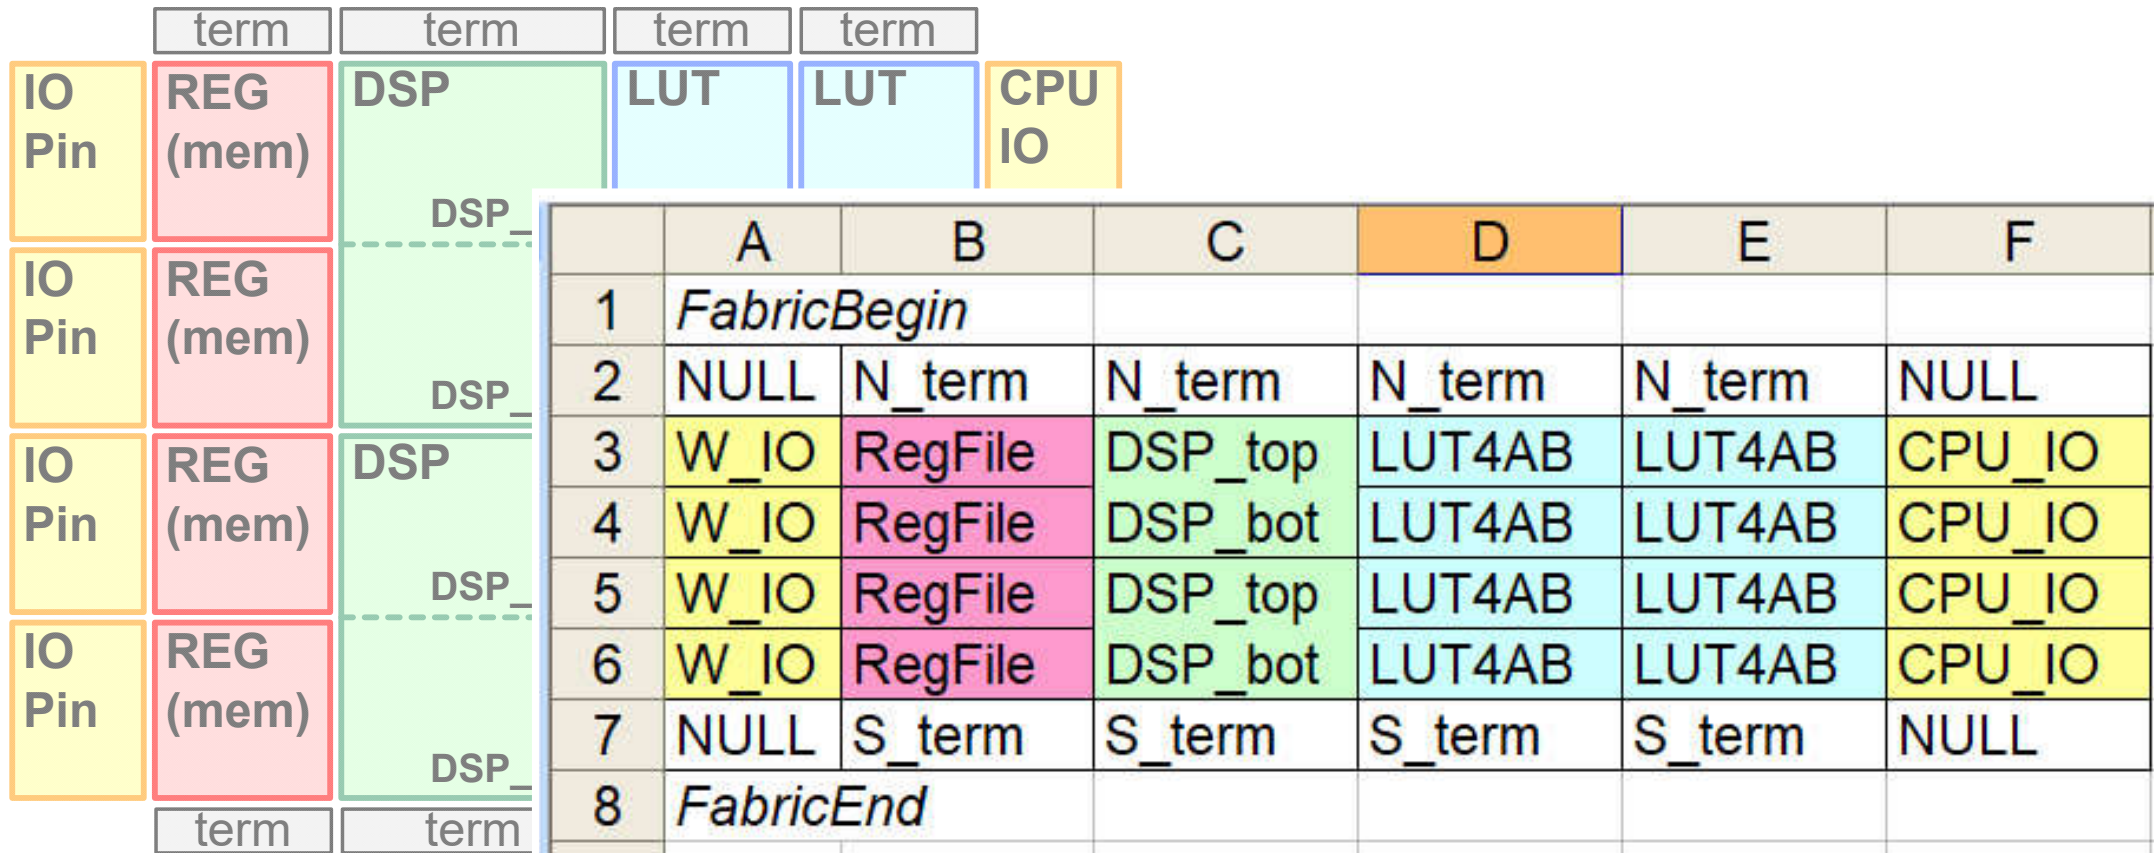 term term term term
IO Pin REG (mem) DSP LUT LUT CPU IO
DSP_
IO Pin REG (mem)
DSP_
IO Pin REG (mem) DSP
DSP_
IO Pin REG (mem)
DSP_
term term
A B C D E F
1 FabricBegin
2 NULL N_term N_term N_term N_term NULL
3 W_IO RegFile DSP_top LUT4AB LUT4AB CPU_IO
4 W_IO RegFile DSP_bot LUT4AB LUT4AB CPU_IO
5 W_IO RegFile DSP_top LUT4AB LUT4AB CPU_IO
6 W_IO RegFile DSP_bot LUT4AB LUT4AB CPU_IO
7 NULL S_term S_term S_term S_term NULL
8 FabricEnd